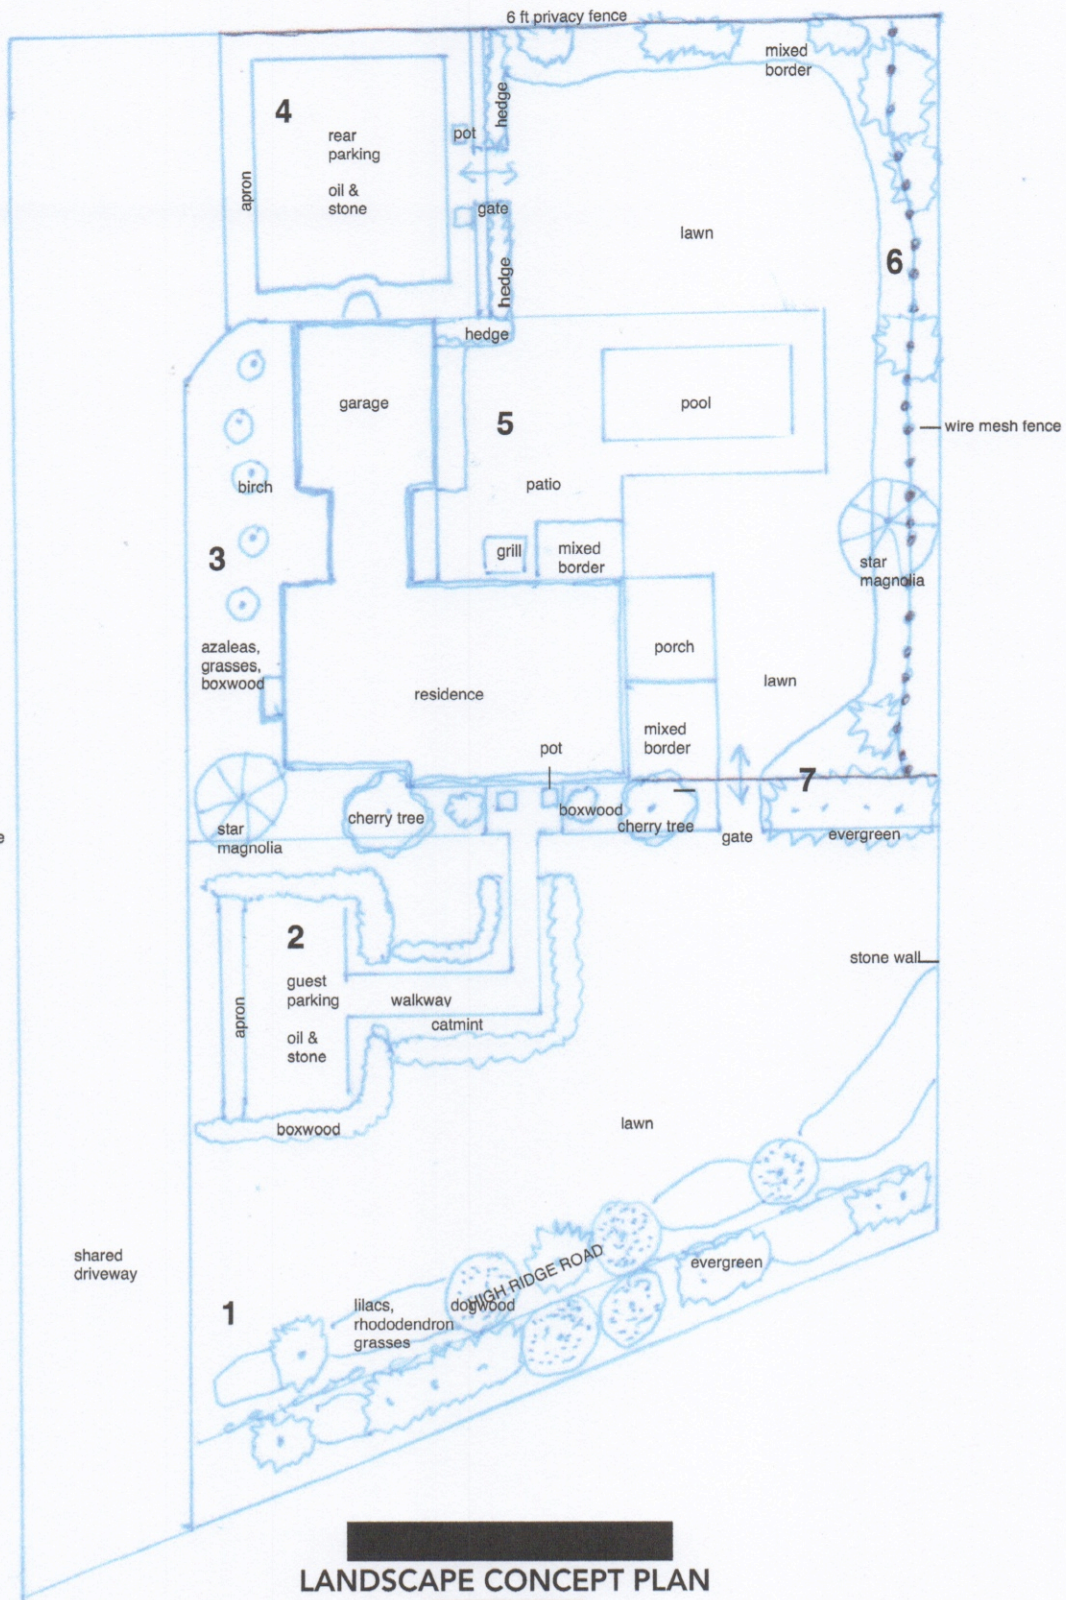 6 ft privacy fence
mixed
border
4
hedge
pot
rear
parking
oil &
stone
apron
gate
lawn
hedge
6
hedge
garage
5
pool
wire mesh fence
birch
patio
3
grill
mixed
border
star
magnolia
azaleas,
grasses,
boxwood
porch
residence
lawn
mixed
border
pot
7
cherry tree
boxwood
cherry tree
star
magnolia
gate
evergreen
e
2
guest
parking
oil &
stone
apron
walkway
catmint
stone wall
boxwood
lawn
shared
driveway
1
HIGH RIDGE ROAD
evergreen
lilacs,
rhododendron
grasses
dogwood
LANDSCAPE CONCEPT PLAN